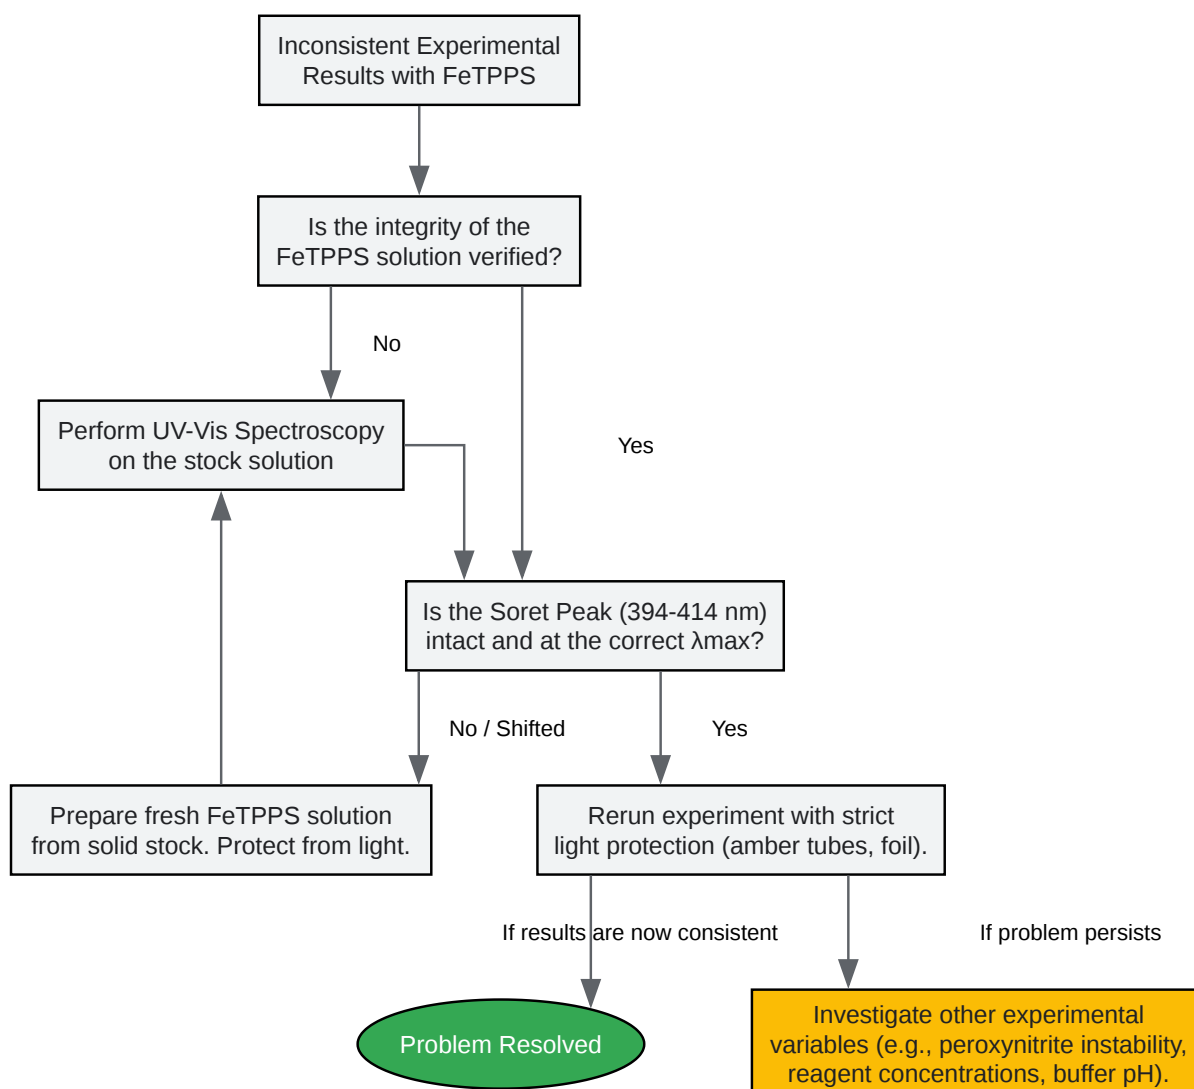 Inconsistent Experimental
Results with FeTPPS
Is the integrity of the
FeTPPS solution verified?
No
Perform UV-Vis Spectroscopy
on the stock solution
Yes
Is the Soret Peak (394-414 nm)
intact and at the correct λmax?
No / Shifted
Yes
Prepare fresh FeTPPS solution
from solid stock. Protect from light.
Rerun experiment with strict
light protection (amber tubes, foil).
If results are now consistent
If problem persists
Problem Resolved
Investigate other experimental
variables (e.g., peroxynitrite instability,
reagent concentrations, buffer pH).